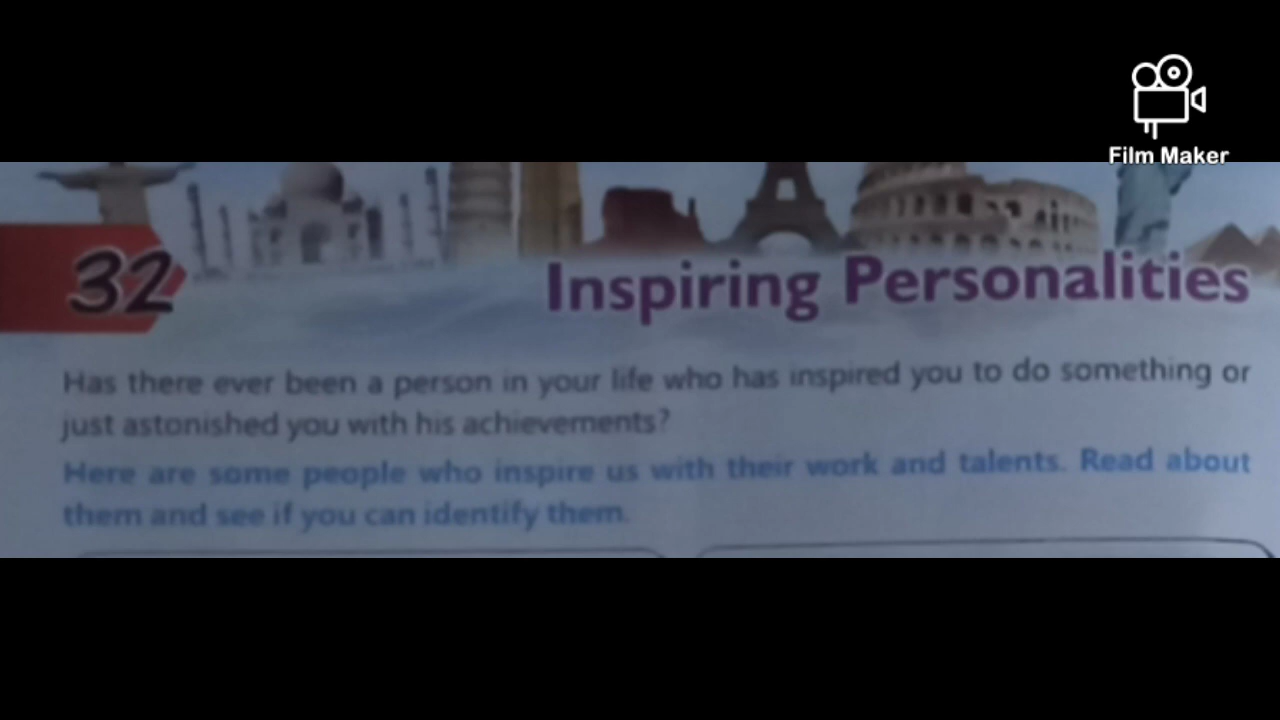 Film Maker
32
Inspiring Personalities
Has there ever been a person in your life who has inspired you to do something or
just astonished you with his achievements?
Here are some people who inspire us with their work and talents. Read about
them and see if you can identify them.